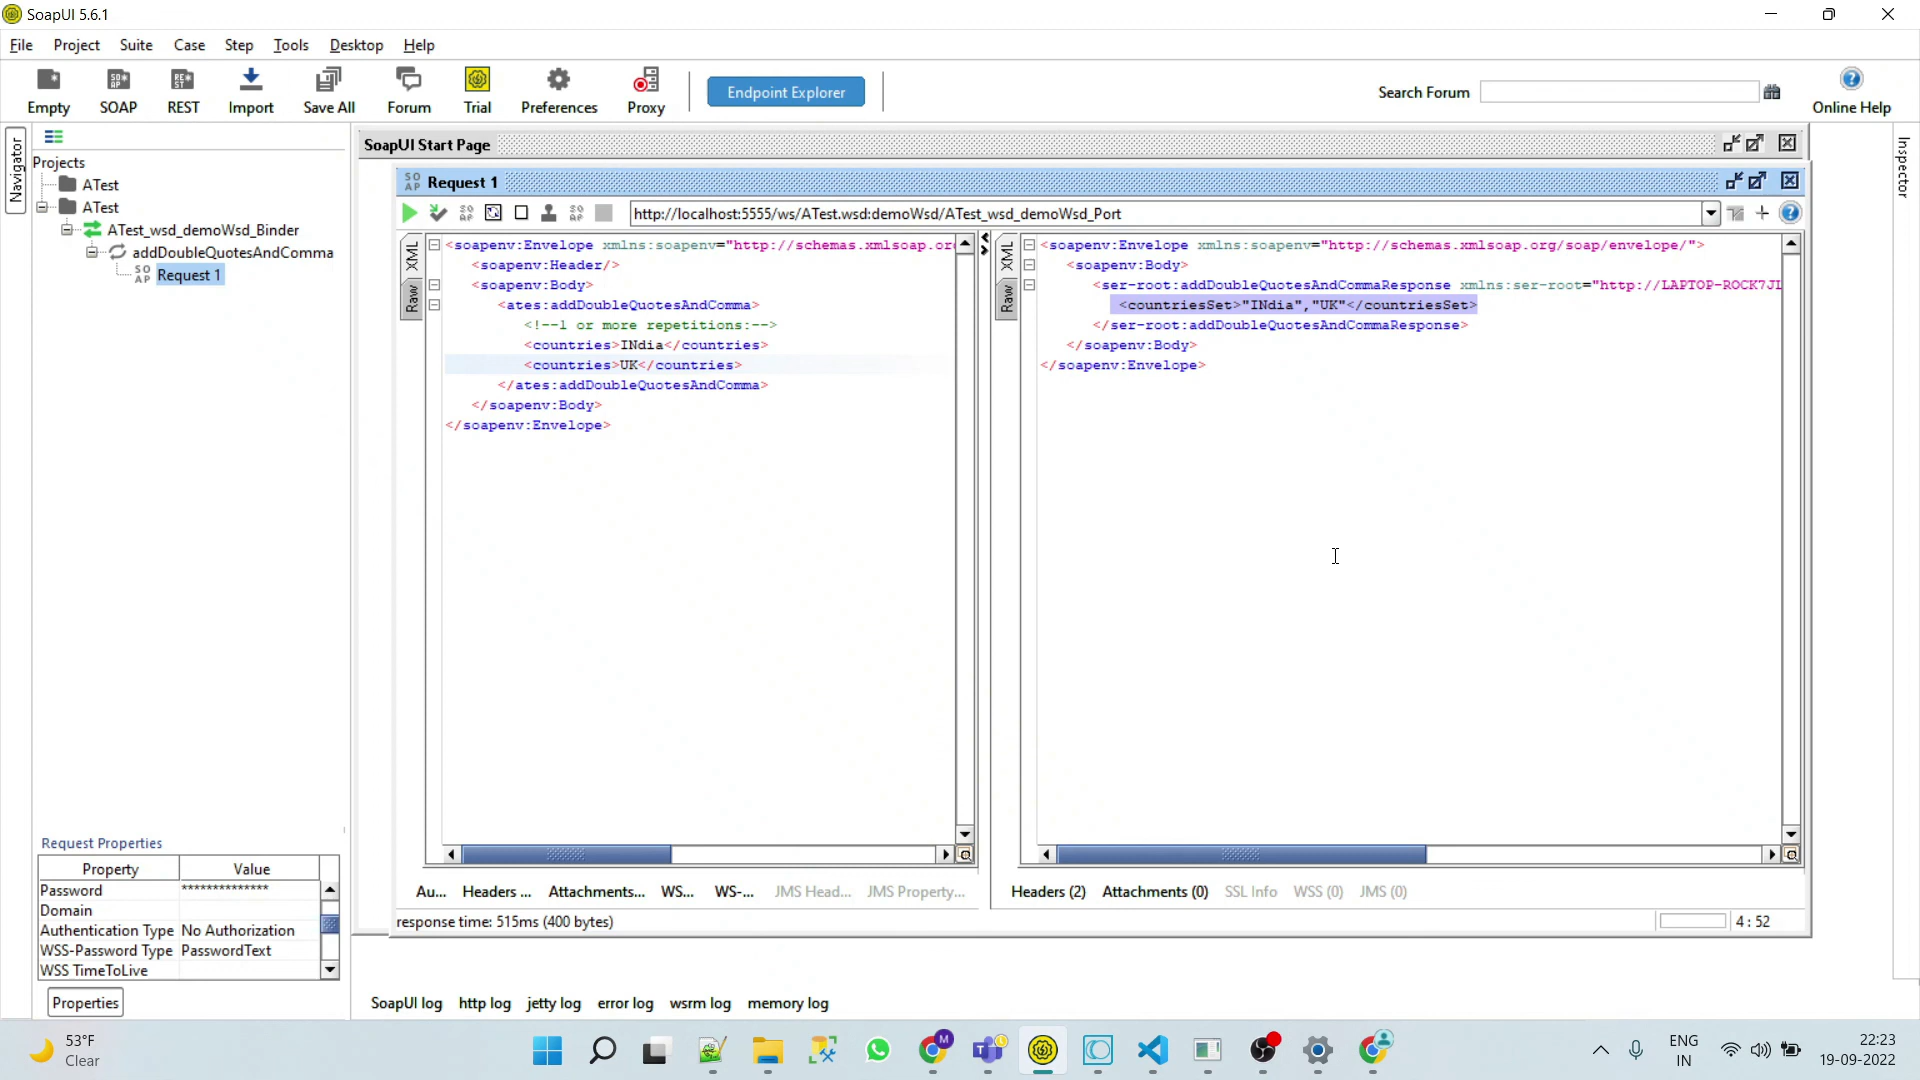 SoapUI 5.6.1
File Project Suite Case Step Tools Desktop Help
Empty SOAP REST Import Save All Forum Trial Preferences Proxy Endpoint Explorer Search Forum Online Help
Navigator
Projects
ATest
ATest
ATest_wsd_demoWsd_Binder
addDoubleQuotesAndComma
SO AP Request 1
SoapUI Start Page
SO AP Request 1
http://localhost:5555/ws/ATest.wsd:demoWsd/ATest_wsd_demoWsd_Port
XML
Raw
<soapenv:Envelope xmlns:soapenv="http://schemas.xmlsoap.or
<soapenv:Header/>
<soapenv:Body>
<ates:addDoubleQuotesAndComma>
<!--1 or more repetitions:-->
<countries>INdia</countries>
<countries>UK</countries>
</ates:addDoubleQuotesAndComma>
</soapenv:Body>
</soapenv:Envelope>
XML
Raw
<soapenv:Envelope xmlns:soapenv="http://schemas.xmlsoap.org/soap/envelope/">
<soapenv:Body>
<ser-root:addDoubleQuotesAndCommaResponse xmlns:ser-root="http://LAPTOP-ROCK7JL
<countriesSet>"INdia","UK"</countriesSet>
</ser-root:addDoubleQuotesAndCommaResponse>
</soapenv:Body>
</soapenv:Envelope>
Inspector
Au... Headers ... Attachments... WS... WS-... JMS Head... JMS Property...
Headers (2) Attachments (0) SSL Info WSS (0) JMS (0)
response time: 515ms (400 bytes)
4 : 52
Request Properties
Property Value
Password **************
Domain
Authentication Type No Authorization
WSS-Password Type PasswordText
WSS TimeToLive
Properties
SoapUI log http log jetty log error log wsrm log memory log
53°F
Clear
ENG
IN
22:23
19-09-2022